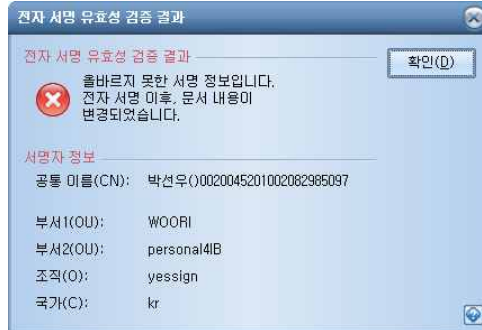 전자 서명 유효성 검증 결과
전자 서명 유효성 검증 결과
확인(D)
올바르지 못한 서명 정보입니다.
전자 서명 이후, 문서 내용이
변경되었습니다.
서명자 정보
공통 이름(CN): 박선우()0020045201002082985097
부서1(OU): WOORI
부서2(OU): personal4IB
조직(O): yessign
국가(C): kr